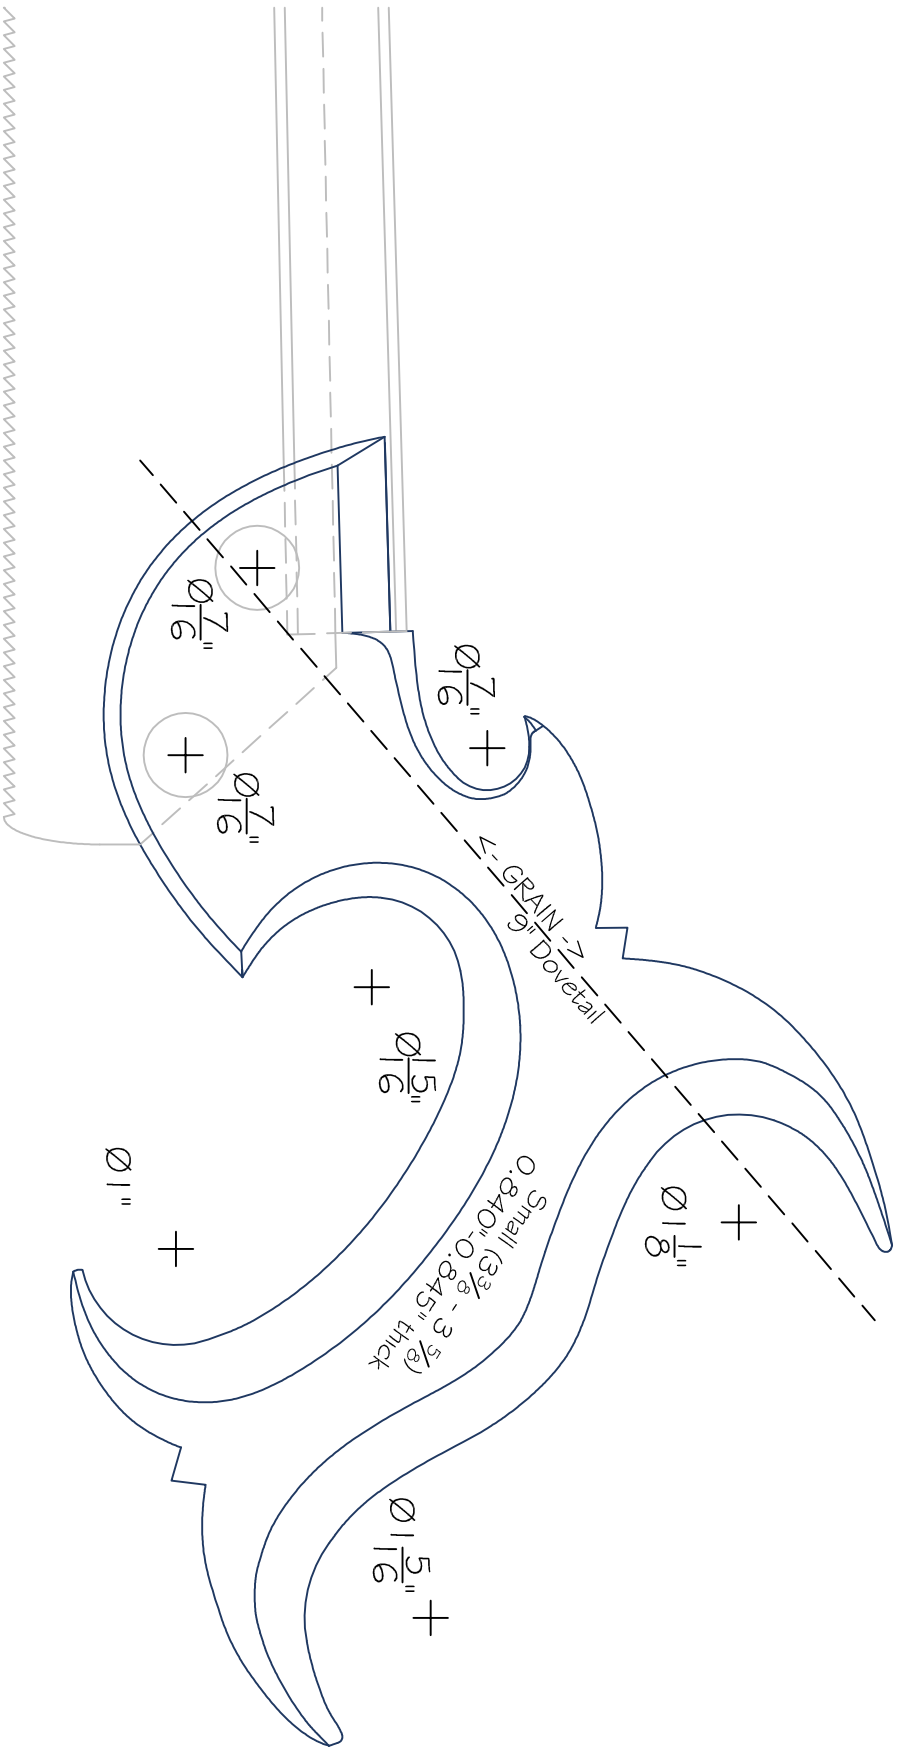 Ø7/16"
Ø7/16"
Ø7/16"
<- GRAIN ->
9" Dovetail
Ø15/16"
Ø1"
Ø1 1/8"
Small (3⅜ - 3 ⅝)
0.840"-0.845" thick
Ø1 5/16"